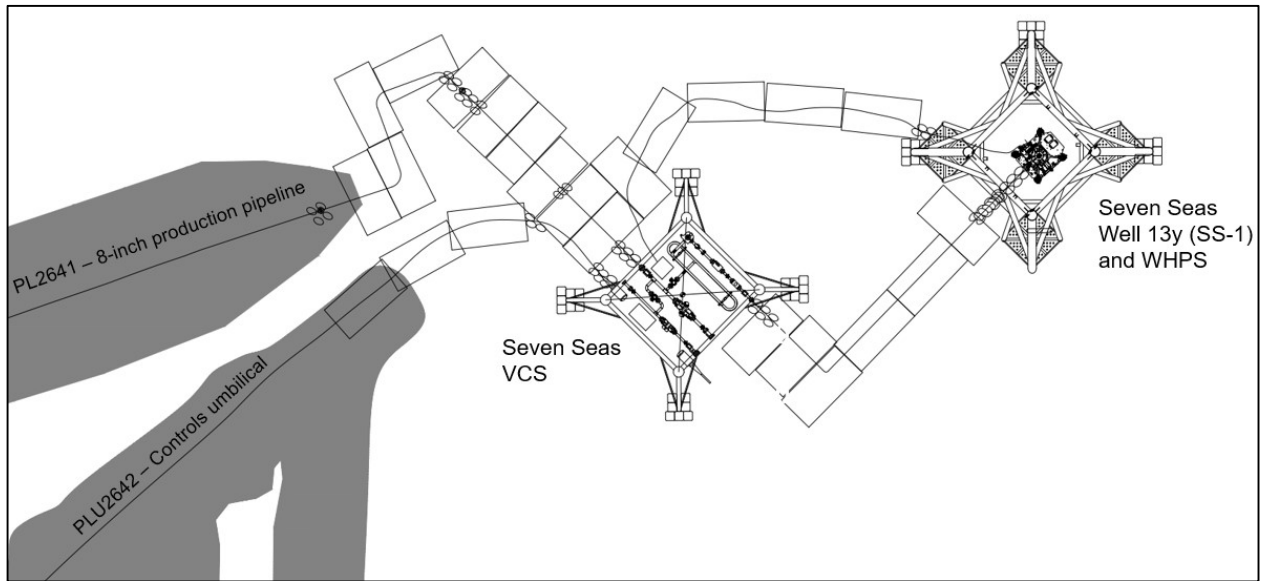 PL2641 – 8-inch production pipeline
PLU2642 – Controls umbilical
Seven Seas
VCS
Seven Seas
Well 13y (SS-1)
and WHPS